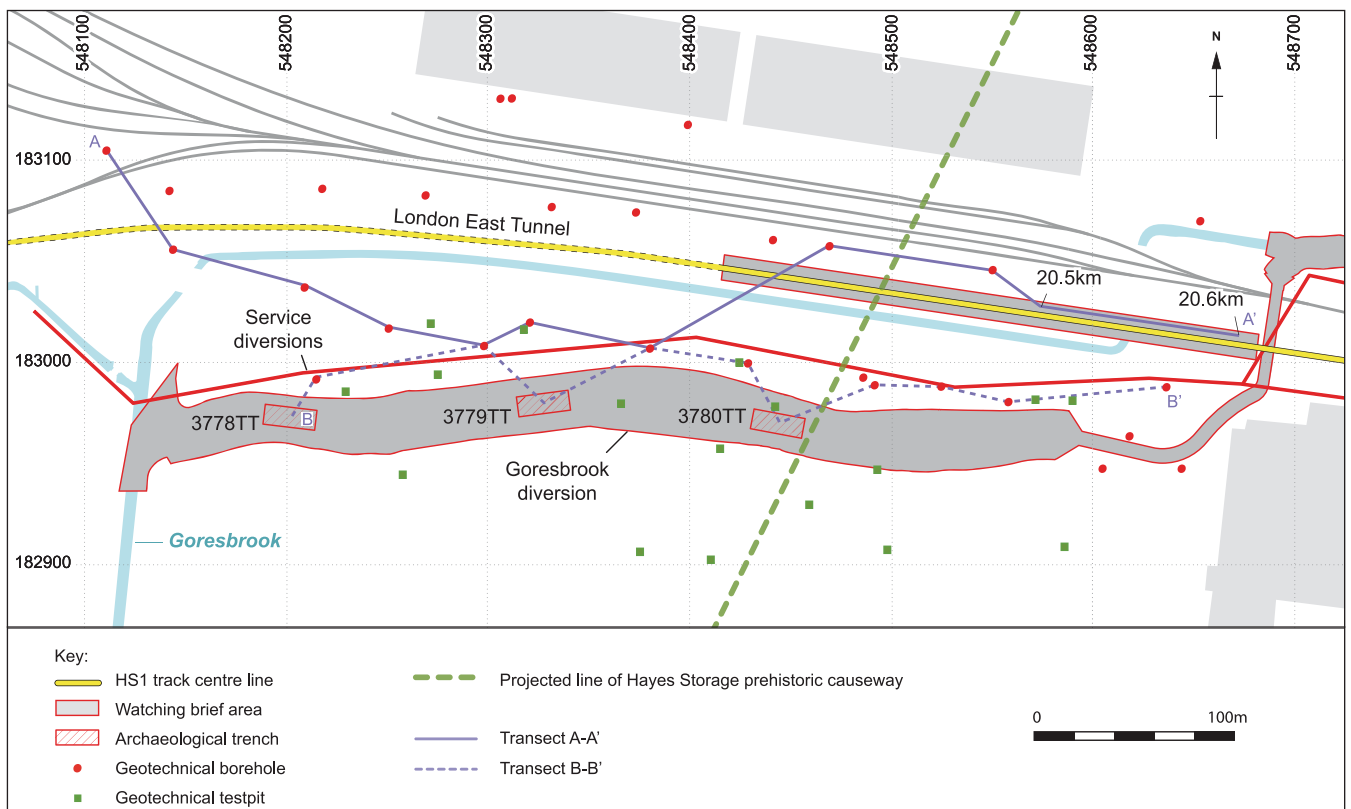 548100
548200
548300
548400
548500
548600
548700
N
A
183100
London East Tunnel
20.5km
20.6km
A'
Service
diversions
183000
3778TT
B
3779TT
3780TT
B'
Goresbrook
diversion
Goresbrook
182900
Key:
HS1 track centre line
Watching brief area
Archaeological trench
Geotechnical borehole
Geotechnical testpit
Projected line of Hayes Storage prehistoric causeway
Transect A-A'
Transect B-B'
0 100m